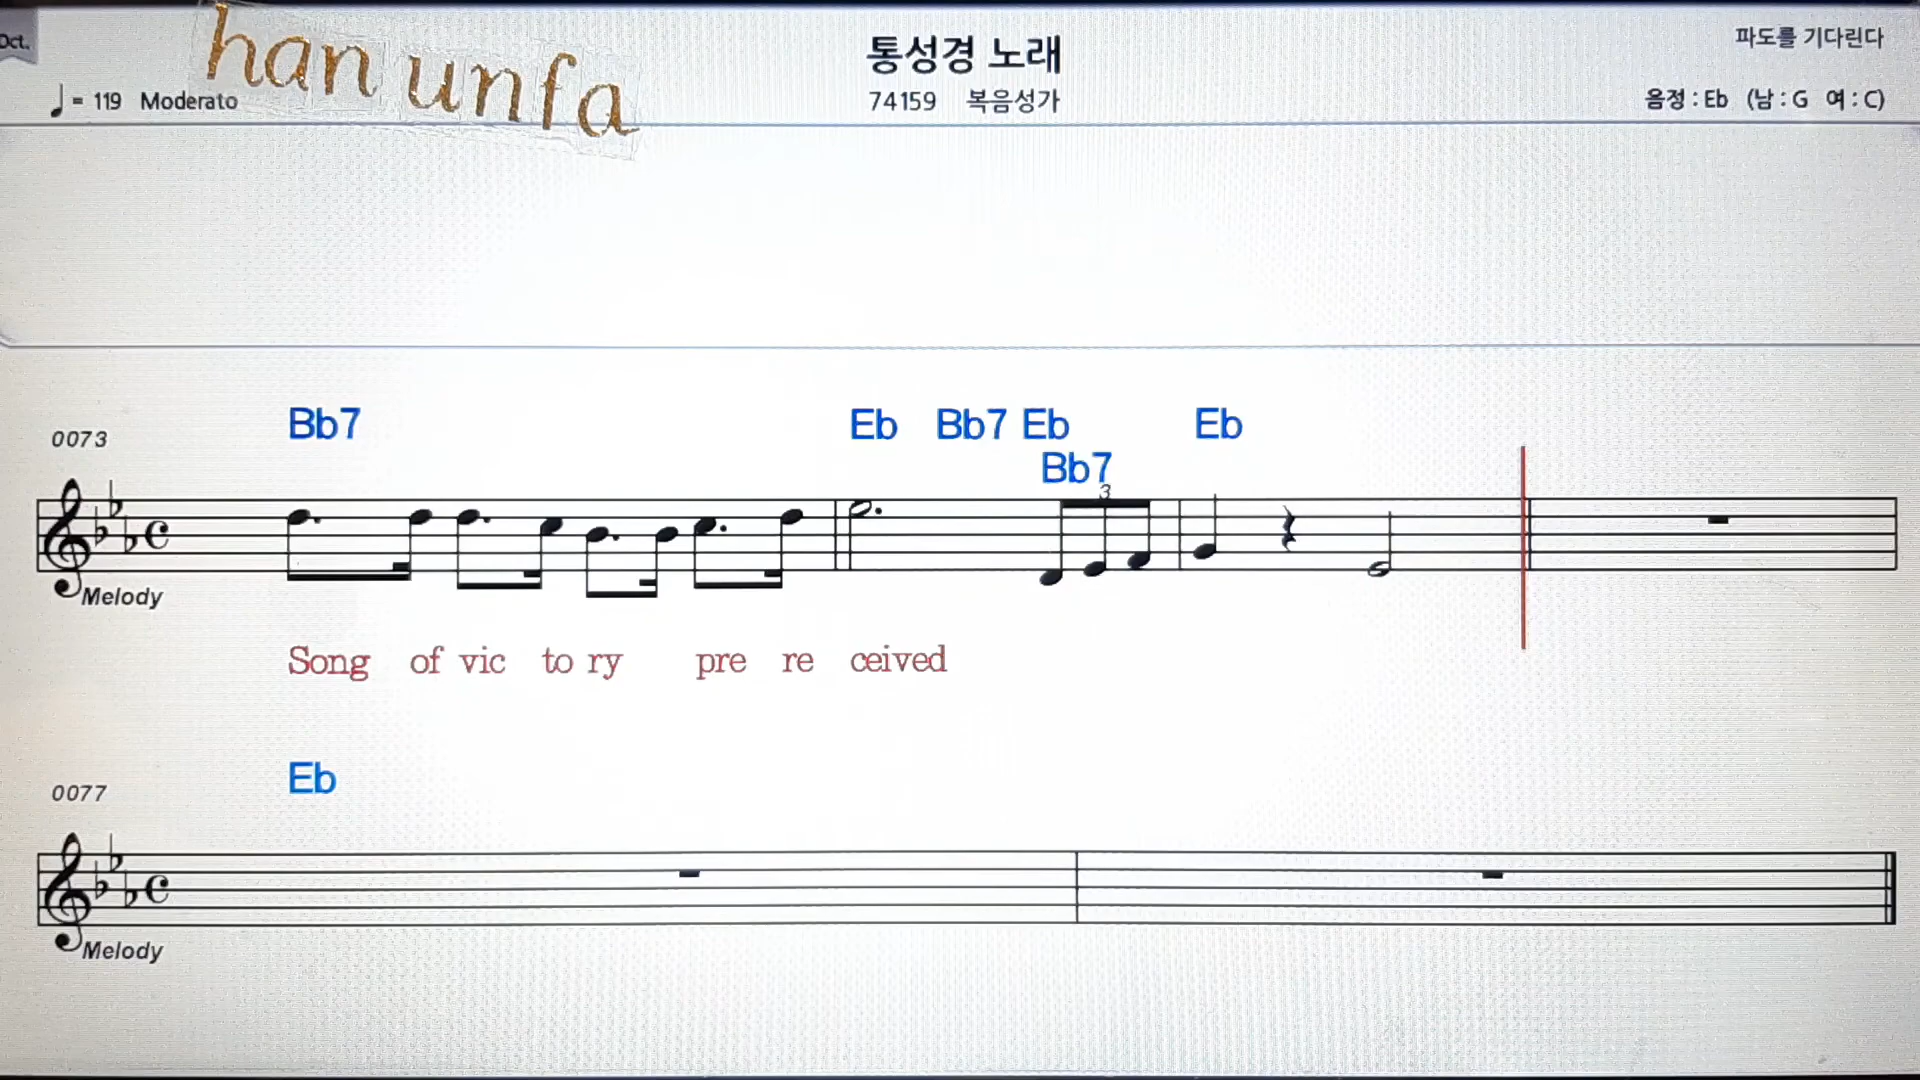 Oct.
han unfa
통성경 노래
파도를 기다린다
= 119 Moderato
74159 복음성가
음정 : Eb (남 : G 여 : C)
Bb7 Eb Bb7 Eb Eb
0073
Bb7
3
Melody
Song of vic to ry pre re ceived
Eb
0077
Melody